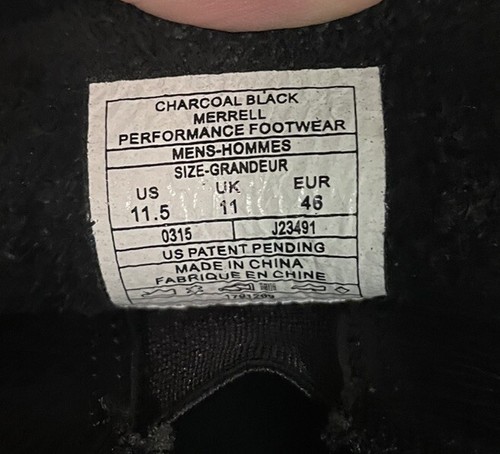 CHARCOAL BLACK
MERRELL
PERFORMANCE FOOTWEAR
MENS-HOMMES
SIZE-GRANDEUR
US UK EUR
11.5 11 46
0315 J23491
US PATENT PENDING
MADE IN CHINA
FABRIQUE EN CHINE